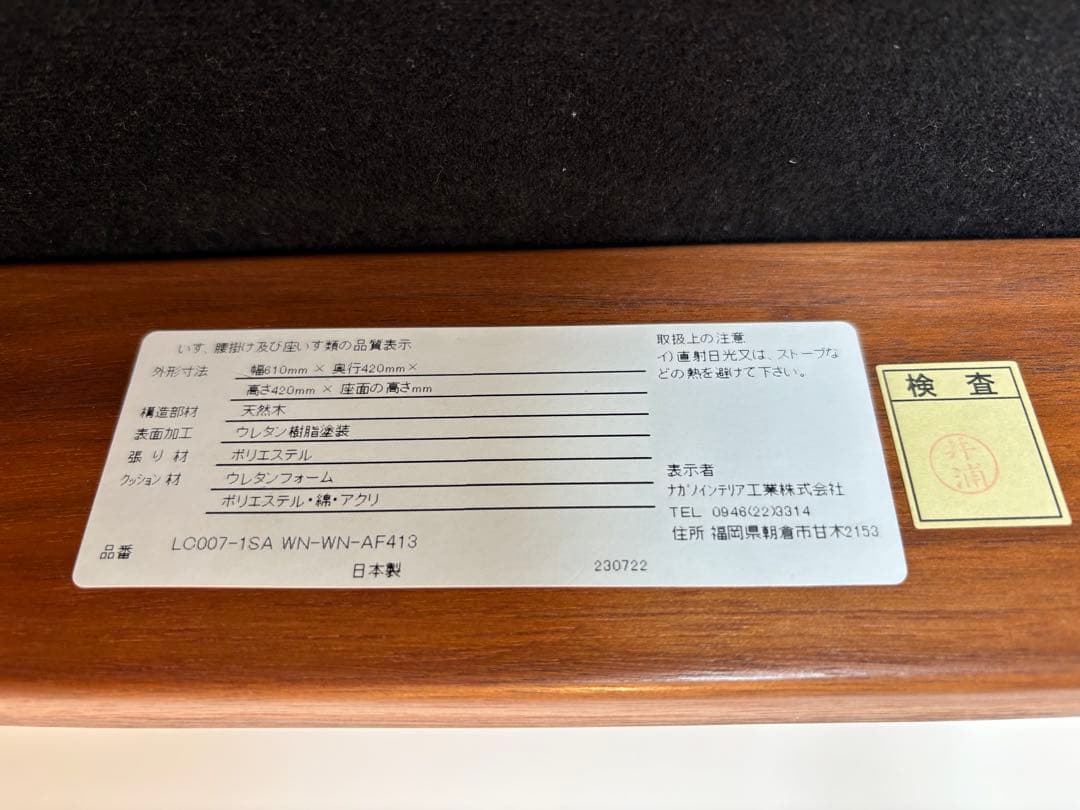 いす、腰掛け及び座いす類の品質表示
外形寸法 幅610mm × 奥行420mm×
高さ420mm × 座面の高さmm
構造部材 天然木
表面加工 ウレタン樹脂塗装
張り材 ポリエステル
クッション材 ウレタンフォーム
ポリエステル・綿・アクリ
品番 LC007-1SA WN-WN-AF413
日本製 230722
取扱上の注意
イ)直射日光又は、ストーブな
どの熱を避けて下さい。
表示者
ナガノインテリア工業株式会社
TEL 0946(22)3314
住所 福岡県朝倉市甘木2153
検査
井浦